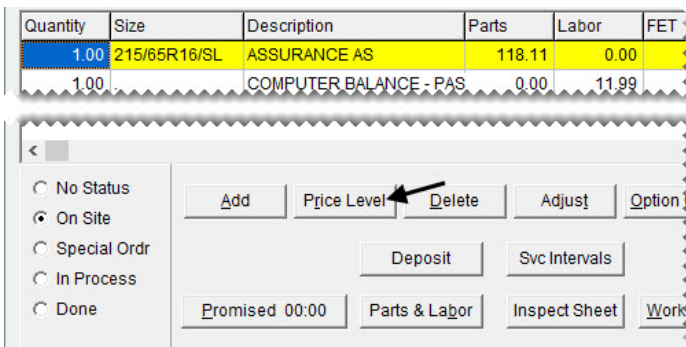 Quantity Size Description Parts Labor FET
1.00 215/65R16/SL ASSURANCE AS 118.11 0.00
1.00 . COMPUTER BALANCE - PAS 0.00 11.99
<
No Status
Add Price Level Delete Adjust Option
On Site
Special Ordr
Deposit Svc Intervals
In Process
Done
Promised 00:00 Parts & Labor Inspect Sheet Work